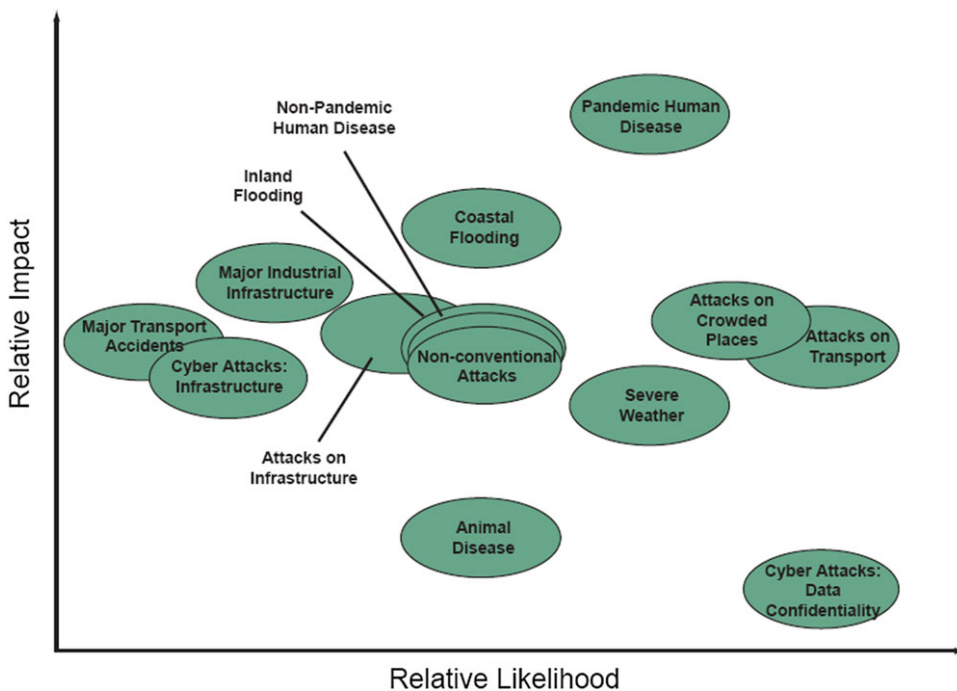 Non-Pandemic
Human Disease
Pandemic Human
Disease
Inland
Flooding
Coastal
Flooding
Major Industrial
Infrastructure
Major Transport
Accidents
Cyber Attacks:
Infrastructure
Non-conventional
Attacks
Attacks on
Crowded
Places
Attacks on
Transport
Severe
Weather
Attacks on
Infrastructure
Animal
Disease
Cyber Attacks:
Data
Confidentiality
Relative Impact
Relative Likelihood